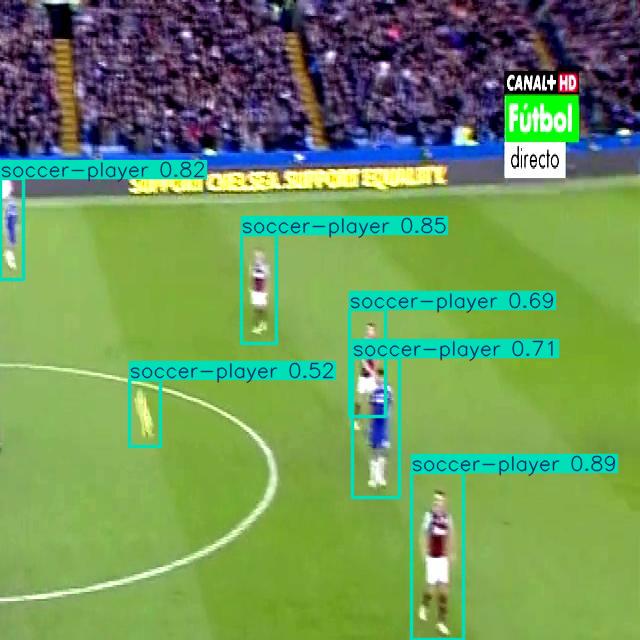 CANAL+ HD
Fútbol
directo
soccer-player 0.82
SUPPORT CHELSEA. SUPPORT EQUALITY.
soccer-player 0.85
soccer-player 0.69
soccer-player 0.71
soccer-player 0.52
soccer-player 0.89